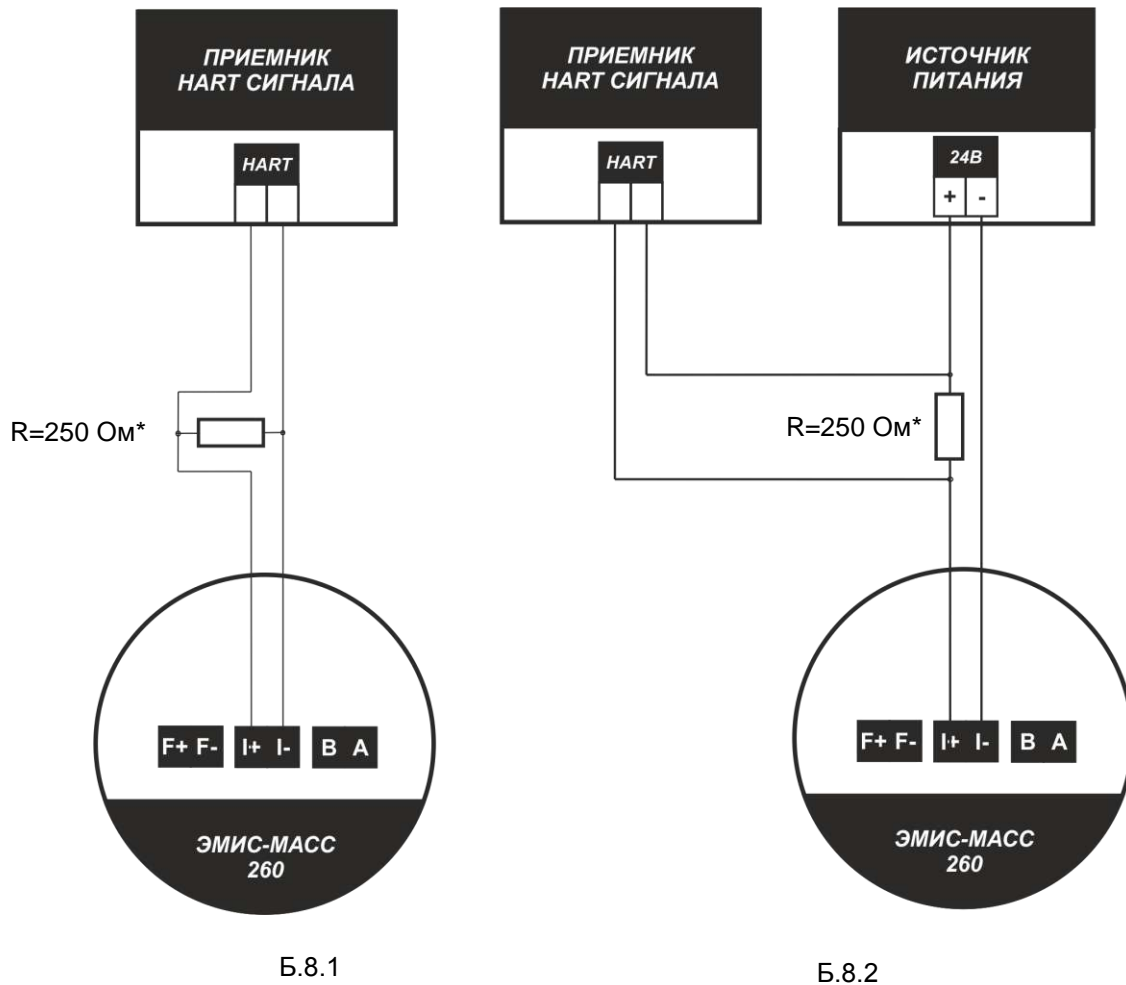 ПРИЕМНИК
HART СИГНАЛА
HART
R=250 Ом*
F+ F- I+ I- B A
ЭМИС-МАСС
260
Б.8.1
ПРИЕМНИК
HART СИГНАЛА
HART
ИСТОЧНИК
ПИТАНИЯ
24В
+ -
R=250 Ом*
F+ F- I+ I- B A
ЭМИС-МАСС
260
Б.8.2